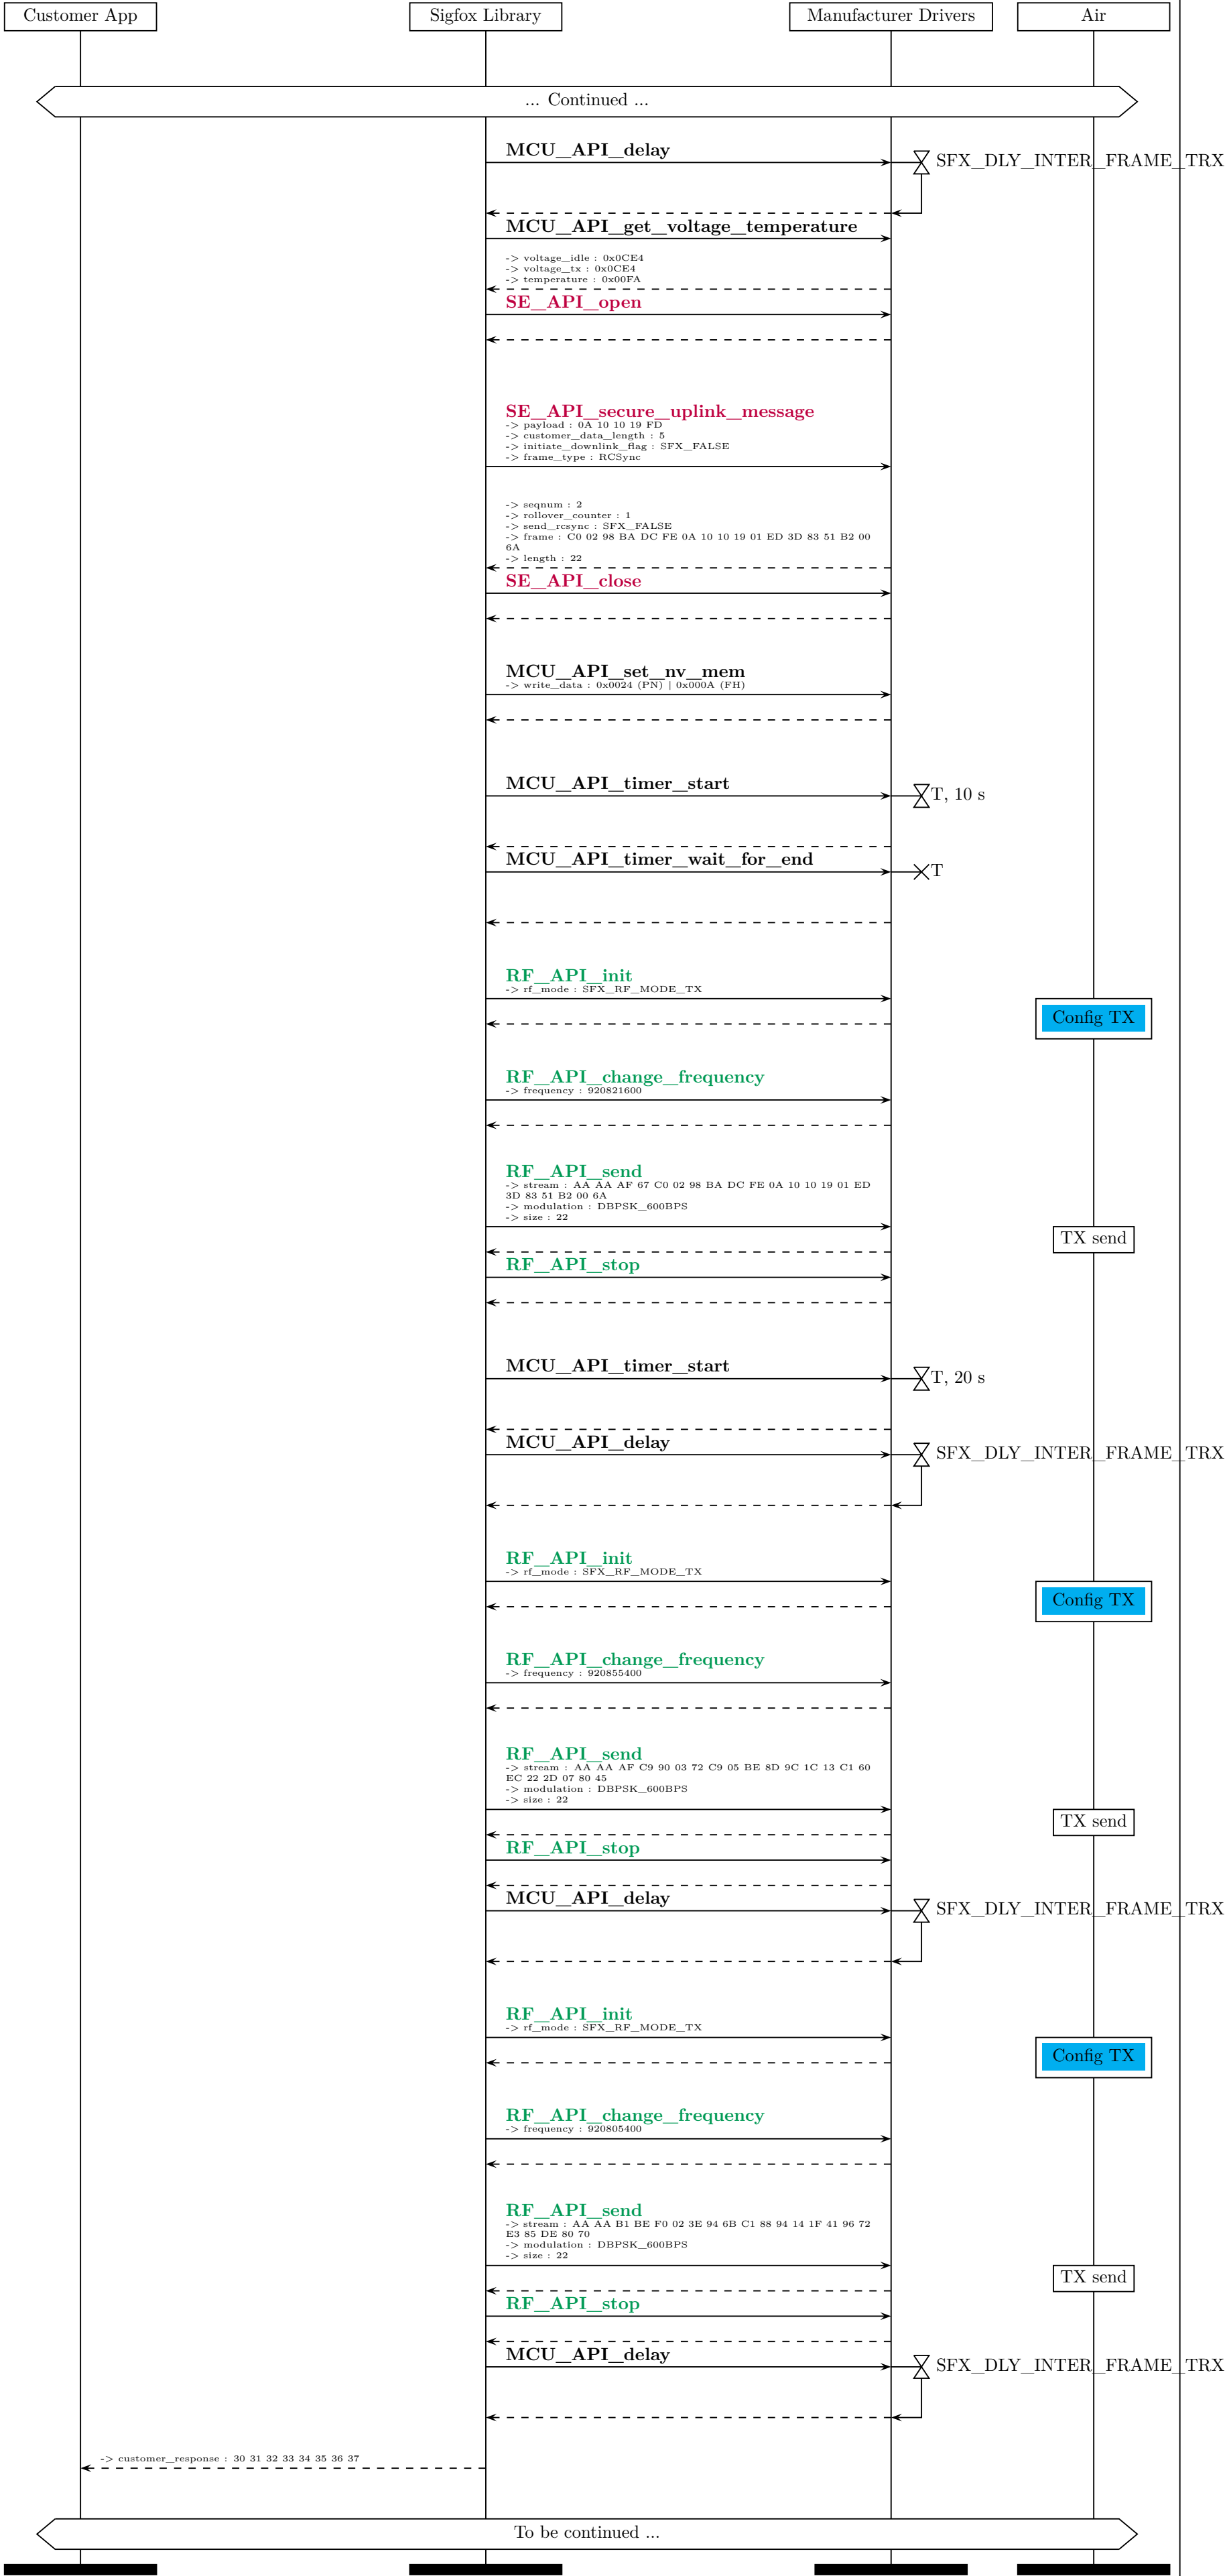 Customer App
Sigfox Library
Manufacturer Drivers
Air
... Continued ...
MCU_API_delay
SFX_DLY_INTER_FRAME_TRX
MCU_API_get_voltage_temperature
-> voltage_idle : 0x0CE4
-> voltage_tx : 0x0CE4
-> temperature : 0x00FA
SE_API_open
SE_API_secure_uplink_message
-> payload : 0A 10 10 19 FD
-> customer_data_length : 5
-> initiate_downlink_flag : SFX_FALSE
-> frame_type : RCSync
-> seqnum : 2
-> rollover_counter : 1
-> send_rcsync : SFX_FALSE
-> frame : C0 02 98 BA DC FE 0A 10 10 19 01 ED 3D 83 51 B2 00
6A
-> length : 22
SE_API_close
MCU_API_set_nv_mem
-> write_data : 0x0024 (PN) | 0x000A (FH)
MCU_API_timer_start
T, 10 s
MCU_API_timer_wait_for_end
T
RF_API_init
-> rf_mode : SFX_RF_MODE_TX
Config TX
RF_API_change_frequency
-> frequency : 920821600
RF_API_send
-> stream : AA AA AF 67 C0 02 98 BA DC FE 0A 10 10 19 01 ED
3D 83 51 B2 00 6A
-> modulation : DBPSK_600BPS
-> size : 22
TX send
RF_API_stop
MCU_API_timer_start
T, 20 s
MCU_API_delay
SFX_DLY_INTER_FRAME_TRX
RF_API_init
-> rf_mode : SFX_RF_MODE_TX
Config TX
RF_API_change_frequency
-> frequency : 920855400
RF_API_send
-> stream : AA AA AF C9 90 03 72 C9 05 BE 8D 9C 1C 13 C1 60
EC 22 2D 07 80 45
-> modulation : DBPSK_600BPS
-> size : 22
TX send
RF_API_stop
MCU_API_delay
SFX_DLY_INTER_FRAME_TRX
RF_API_init
-> rf_mode : SFX_RF_MODE_TX
Config TX
RF_API_change_frequency
-> frequency : 920805400
RF_API_send
-> stream : AA AA B1 BE F0 02 3E 94 6B C1 88 94 14 1F 41 96 72
E3 85 DE 80 70
-> modulation : DBPSK_600BPS
-> size : 22
TX send
RF_API_stop
MCU_API_delay
SFX_DLY_INTER_FRAME_TRX
-> customer_response : 30 31 32 33 34 35 36 37
To be continued ...